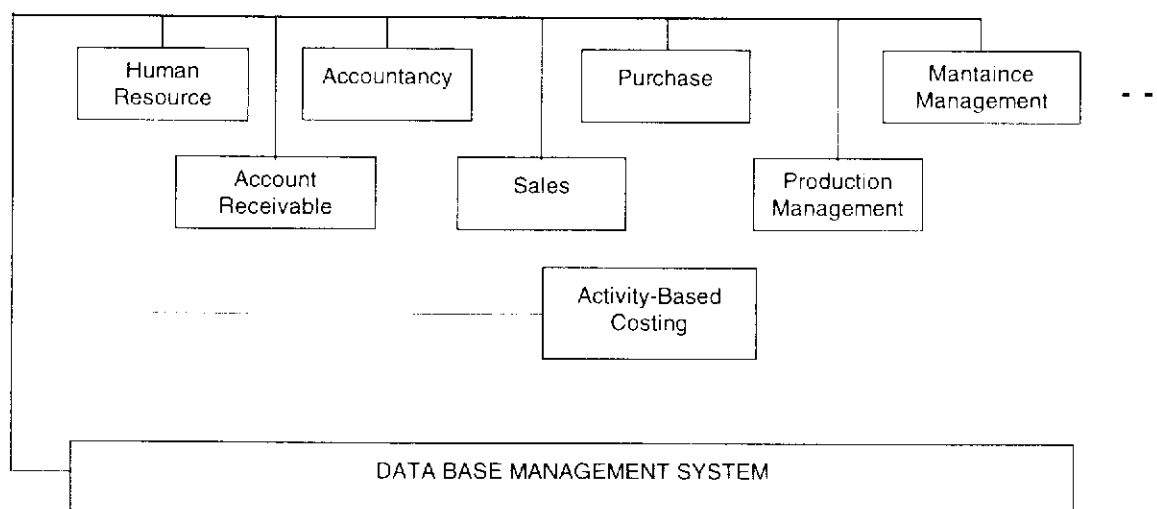 Human
Resource
Accountancy
Purchase
Mantaince
Management
Account
Receivable
Sales
Production
Management
Activity-Based
Costing
DATA BASE MANAGEMENT SYSTEM